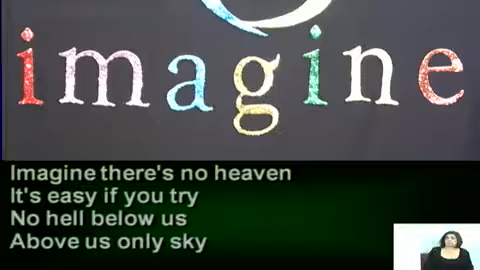 imagine
Imagine there's no heaven
It's easy if you try
No hell below us
Above us only sky